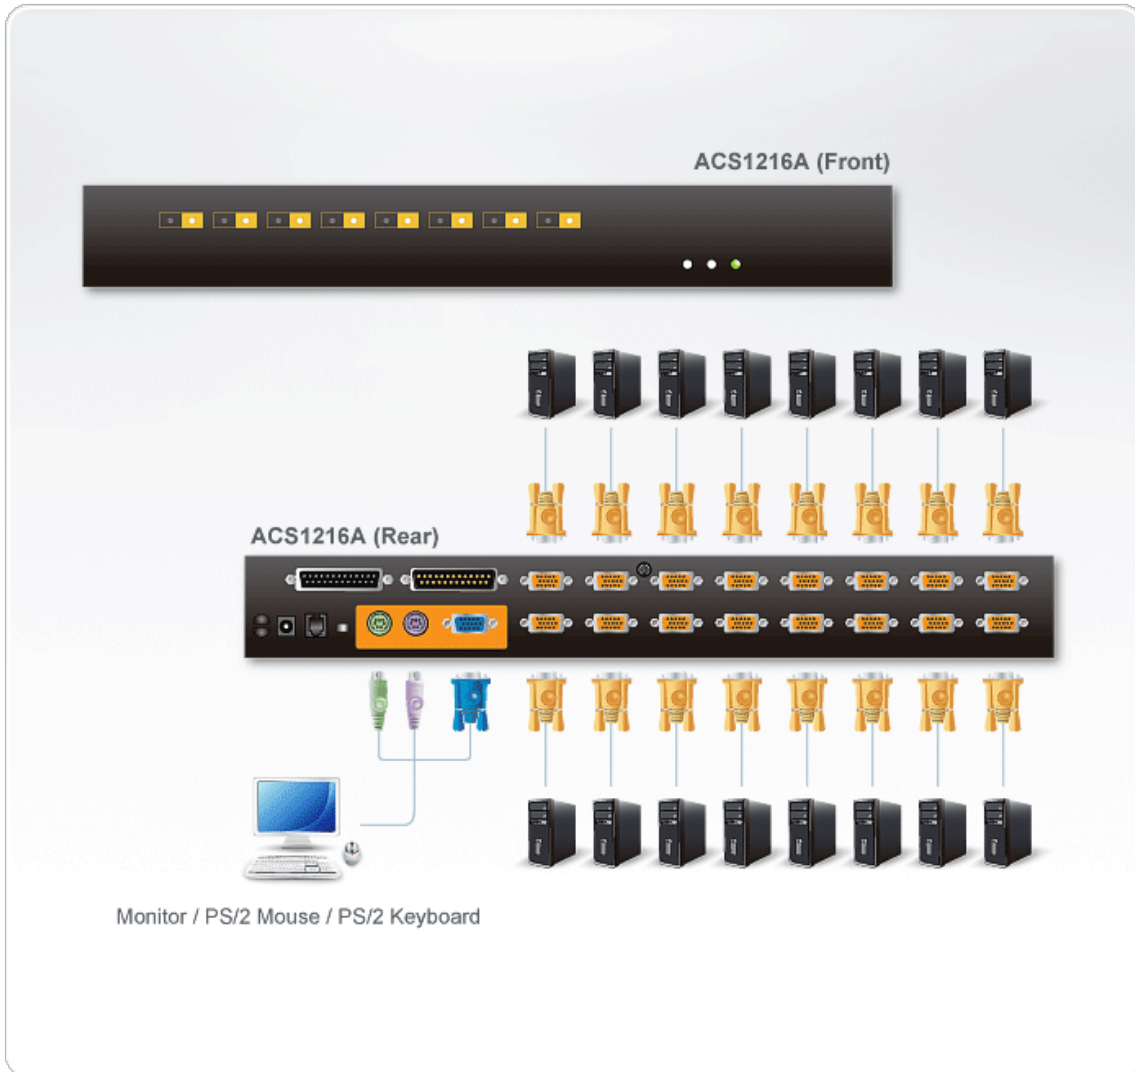 ACS1216A (Front)
ACS1216A (Rear)
Monitor / PS/2 Mouse / PS/2 Keyboard